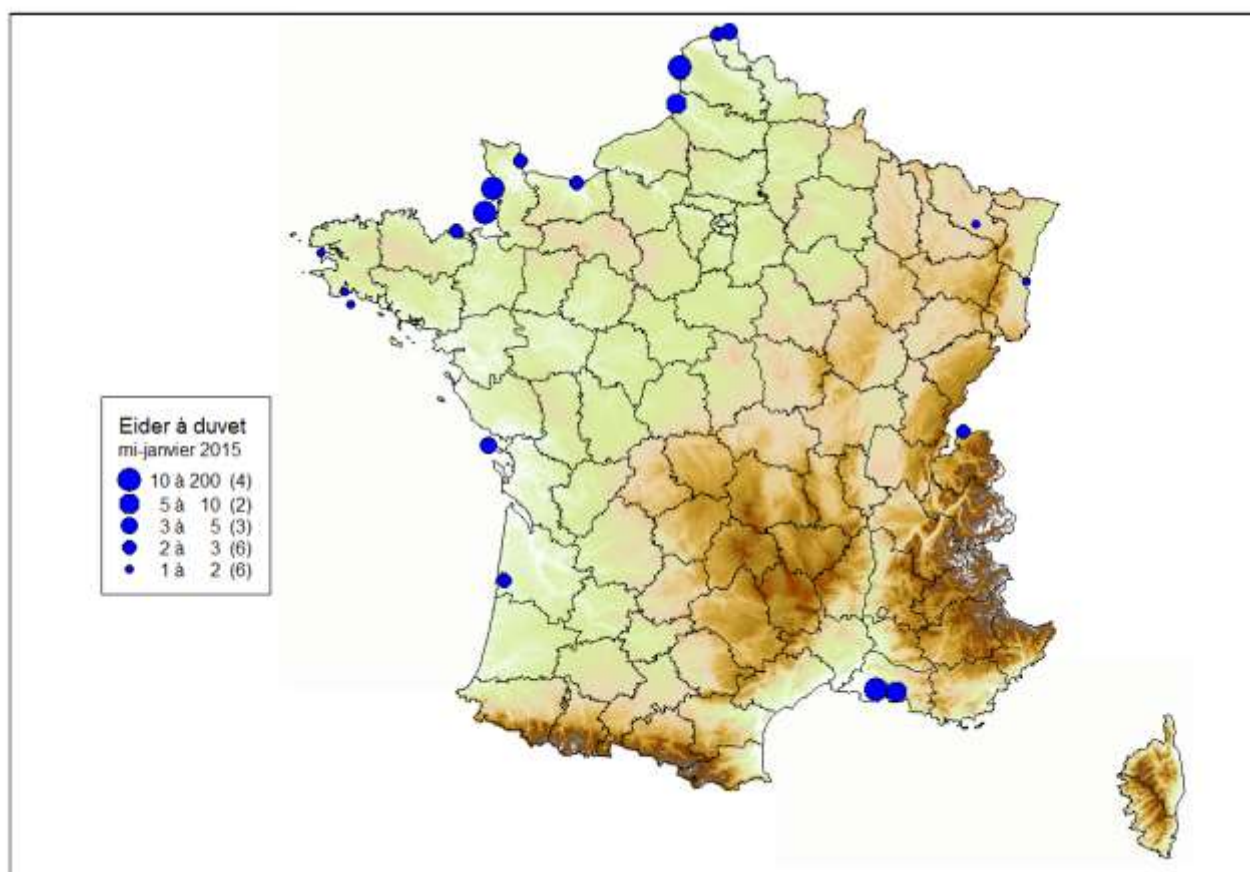 Eider à duvet
mi-janvier 2015
10 à 200 (4)
5 à 10 (2)
3 à 5 (3)
2 à 3 (6)
1 à 2 (6)